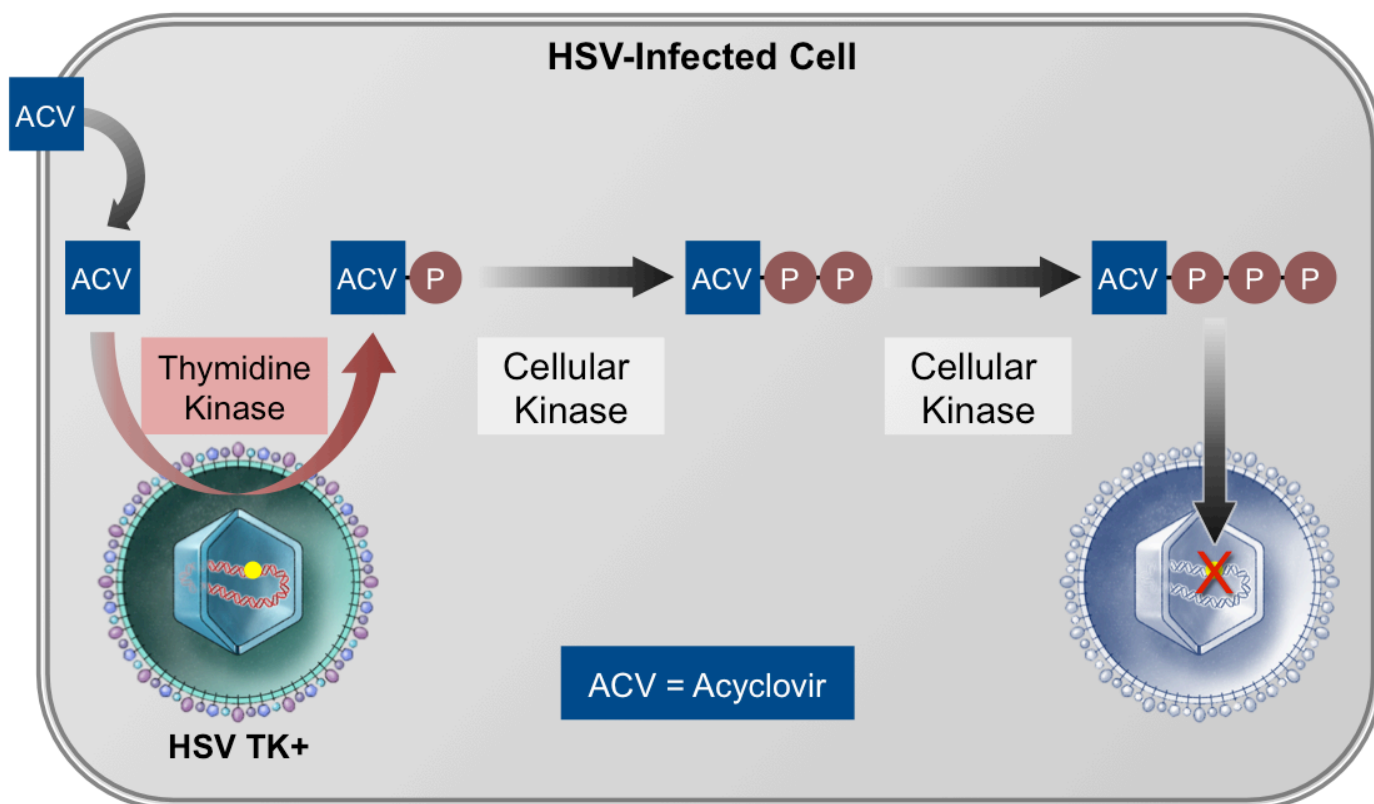 HSV-Infected Cell
ACV
ACV
ACV P
ACV P P
ACV P P P
Thymidine
Kinase
Cellular
Kinase
Cellular
Kinase
X
ACV = Acyclovir
HSV TK+